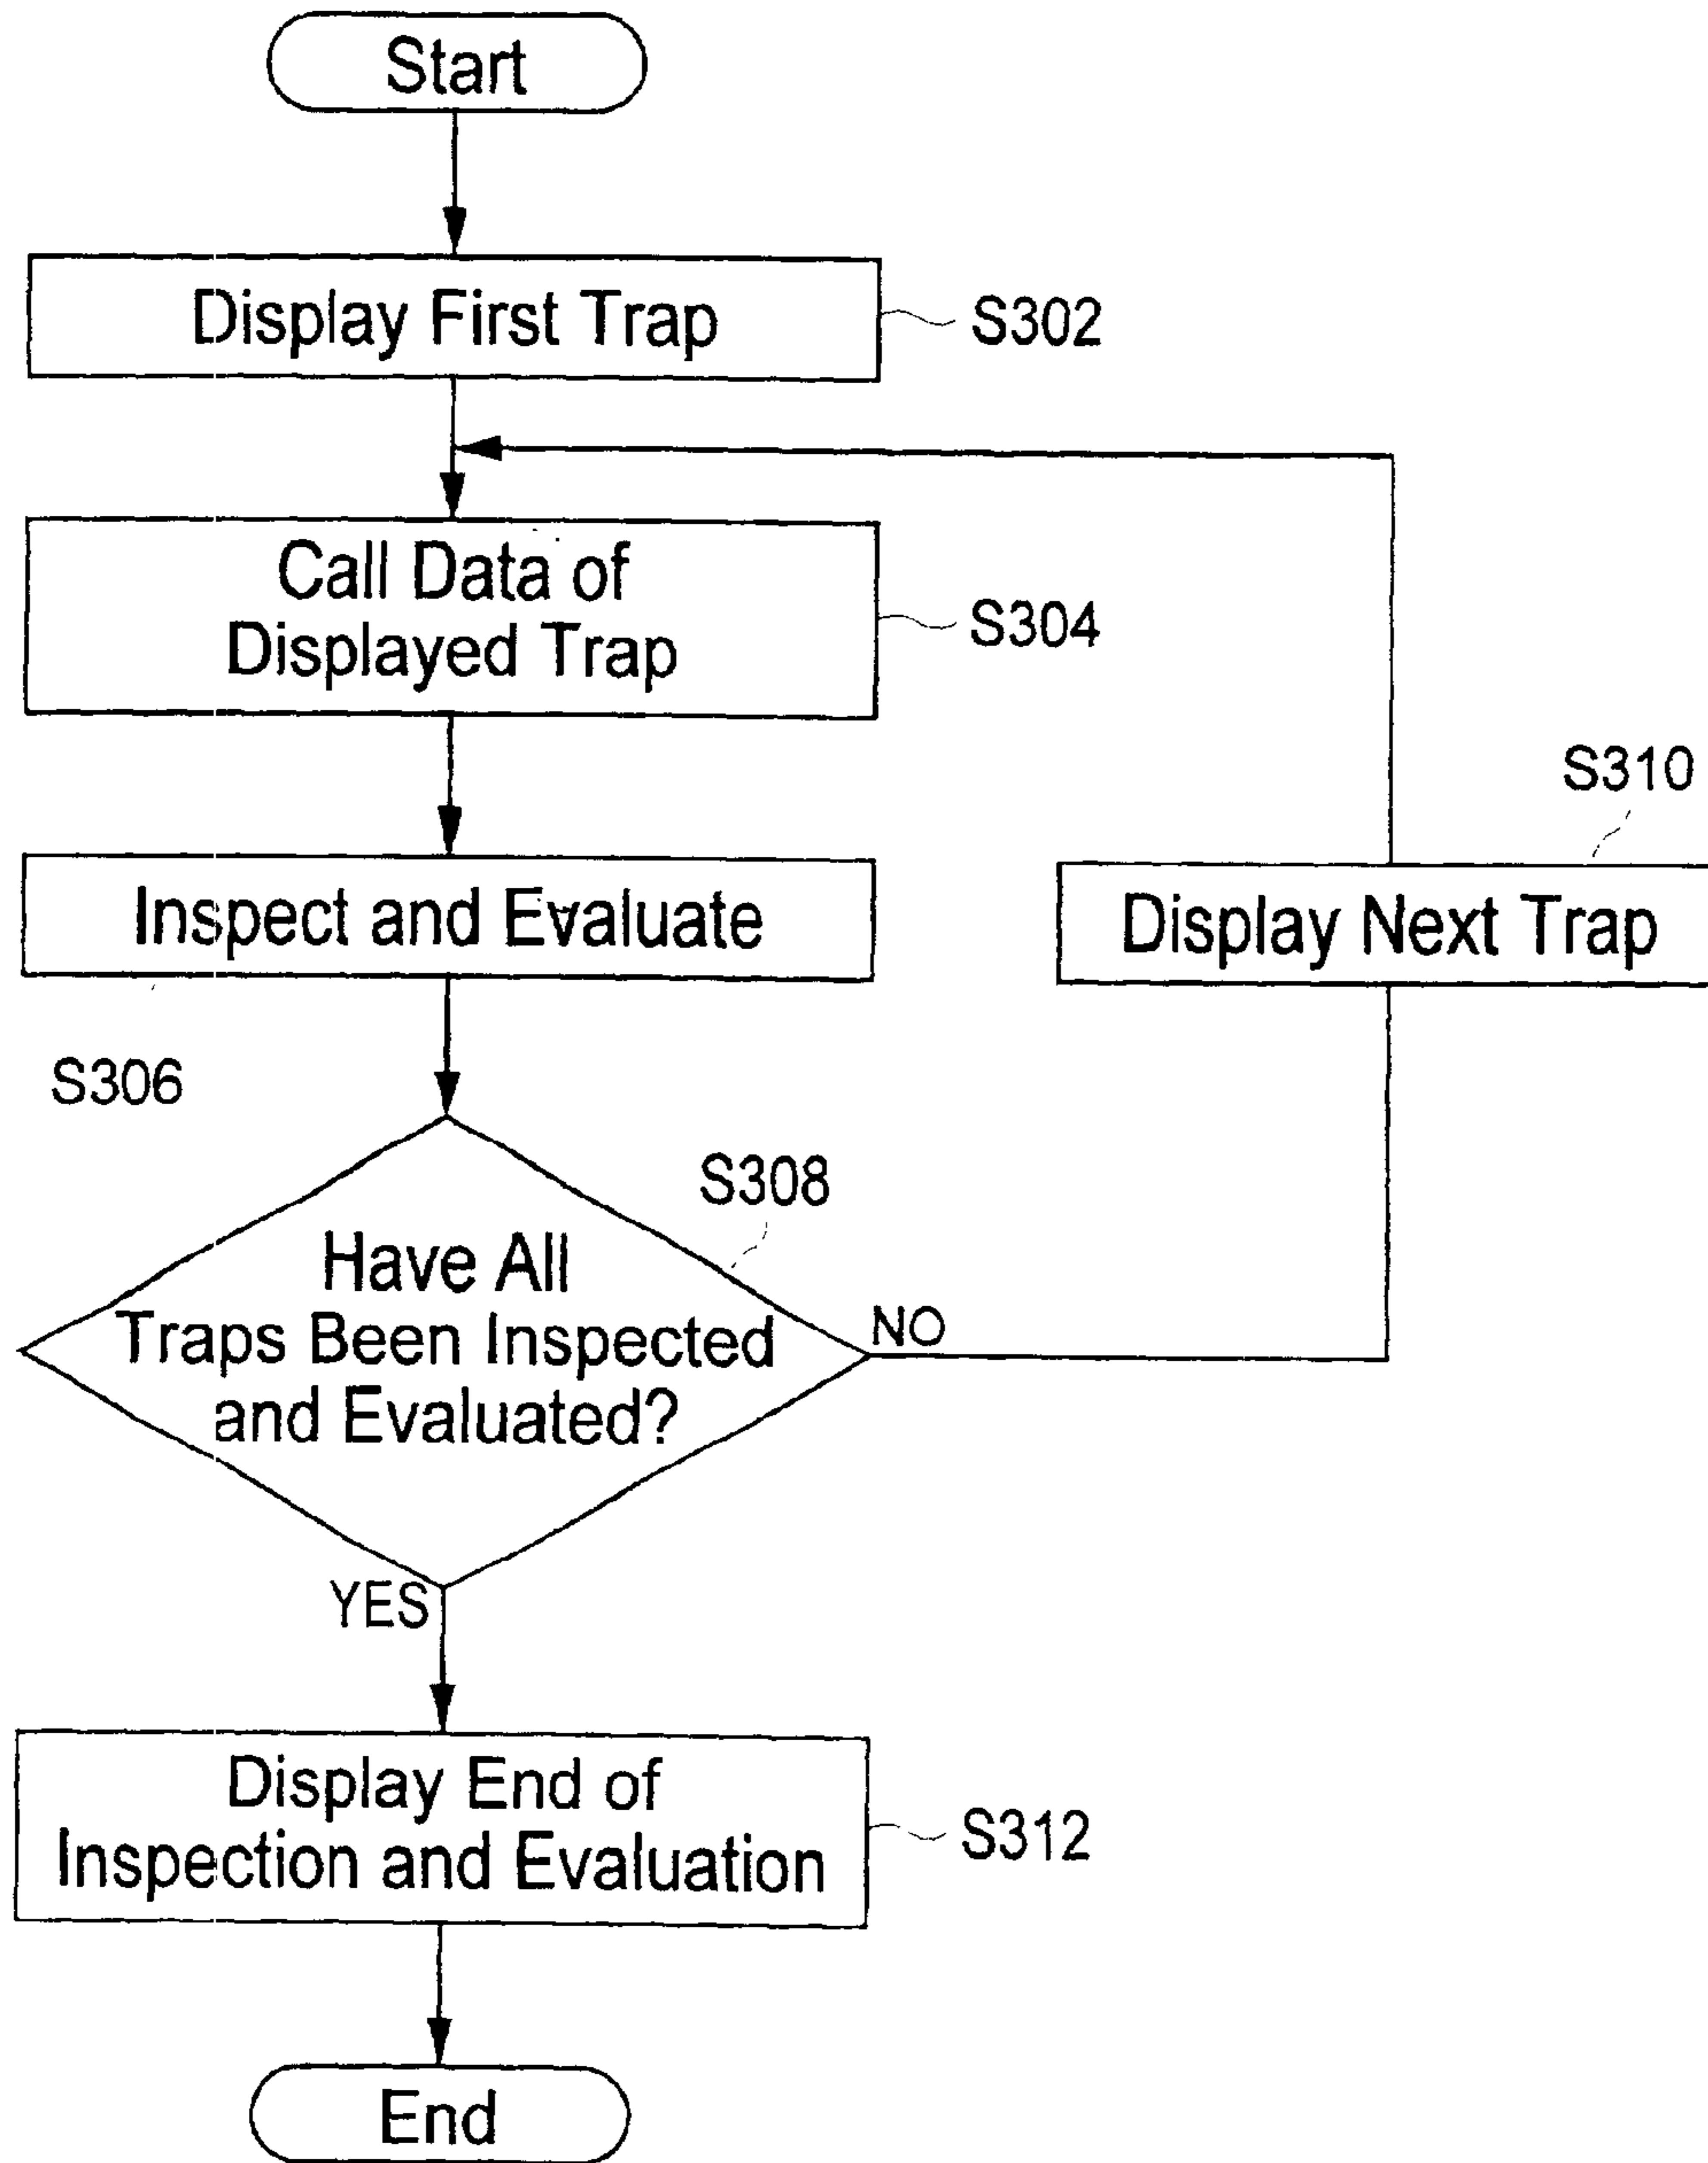 Start
Display First Trap
S302
Call Data of
Displayed Trap
S304
S310
Inspect and Evaluate
Display Next Trap
S306
S308
Have All
Traps Been Inspected
and Evaluated?
NO
YES
Display End of
Inspection and Evaluation
S312
End